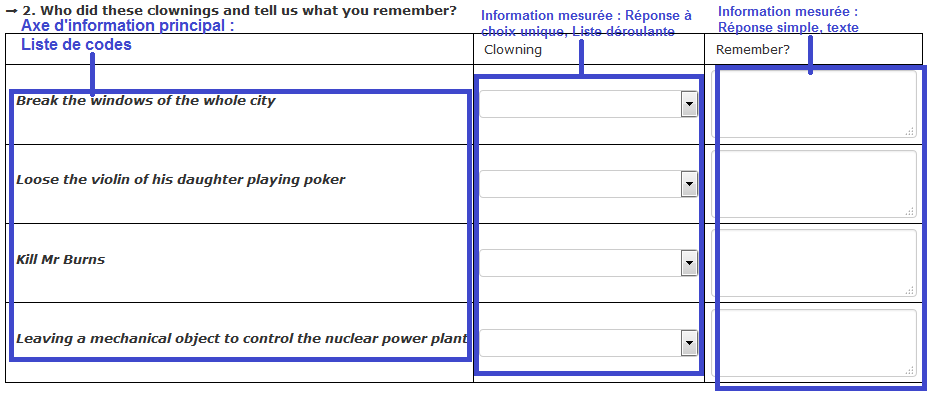 → 2. Who did these clownings and tell us what you remember?
Axe d'information principal :
Liste de codes
Information mesurée : Réponse à
choix unique, Liste déroulante
Information mesurée :
Réponse simple, texte
Clowning
Remember?
Break the windows of the whole city
Loose the violin of his daughter playing poker
Kill Mr Burns
Leaving a mechanical object to control the nuclear power plant